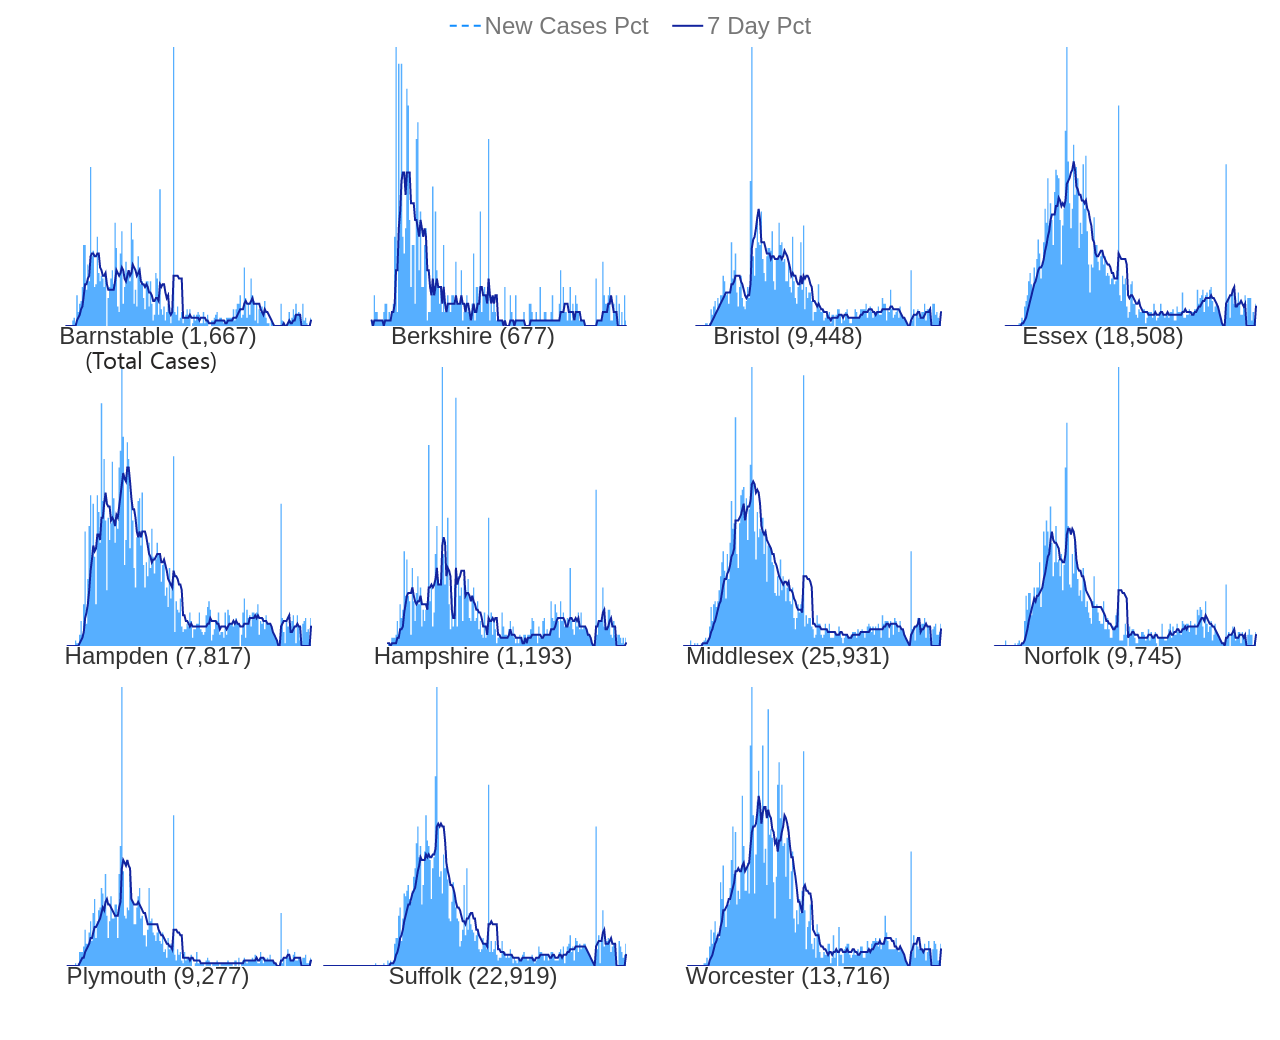 New Cases Pct 7 Day Pct
Barnstable (1,667) Berkshire (677) Bristol (9,448) Essex (18,508)
(Total Cases)
Hampden (7,817) Hampshire (1,193) Middlesex (25,931) Norfolk (9,745)
Plymouth (9,277) Suffolk (22,919) Worcester (13,716)